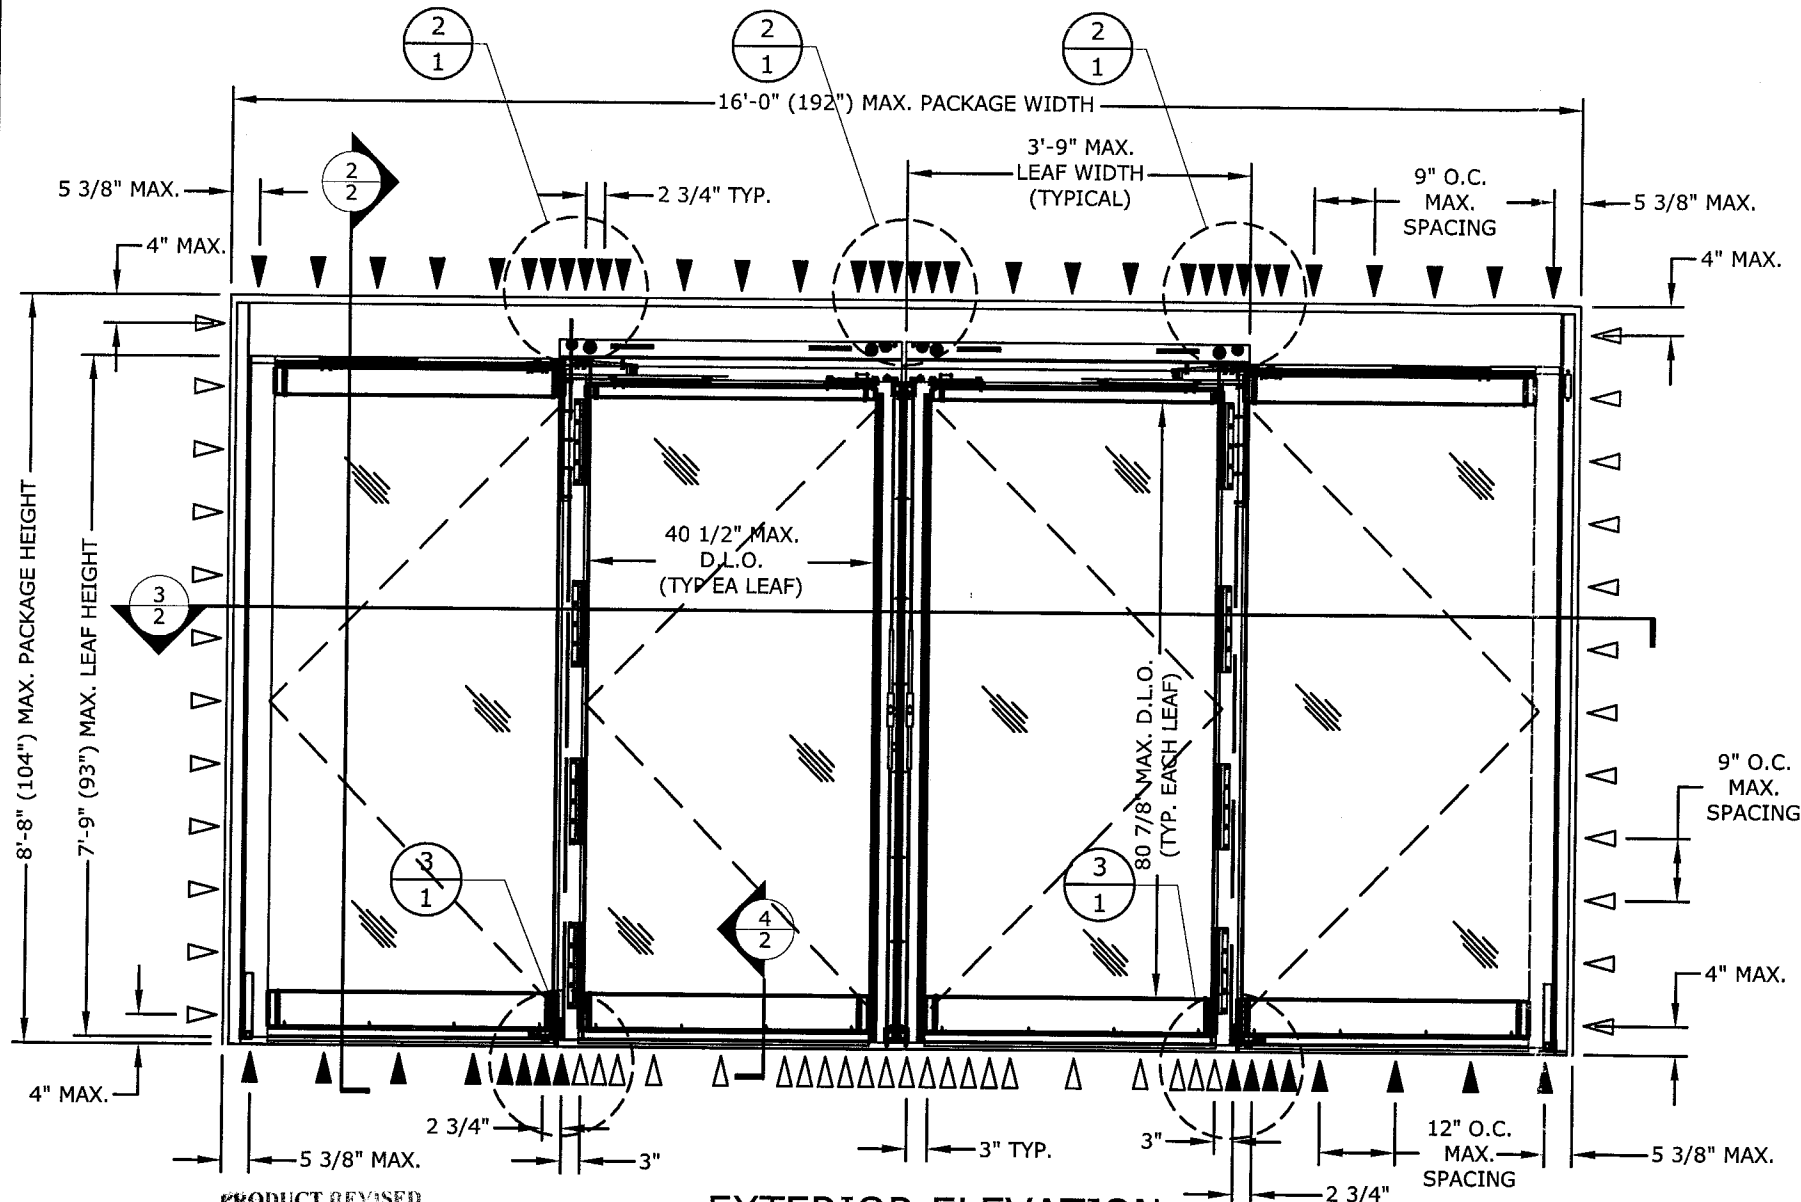 2
1
2
1
2
1
16'-0" (192") MAX. PACKAGE WIDTH
3'-9" MAX.
LEAF WIDTH
(TYPICAL)
2
2
5 3/8" MAX.
2 3/4" TYP.
9" O.C.
MAX.
SPACING
5 3/8" MAX.
4" MAX.
4" MAX.
8'-8" (104") MAX. PACKAGE HEIGHT
7'-9" (93") MAX. LEAF HEIGHT
40 1/2" MAX.
D.L.O.
(TYP EA LEAF)
3
2
80 7/8" MAX. D.L.O.
(TYP. EACH LEAF)
9" O.C.
MAX.
SPACING
3
1
3
1
4
2
4" MAX.
4" MAX.
2 3/4"
5 3/8" MAX.
3"
3" TYP.
3"
12" O.C.
MAX.
SPACING
5 3/8" MAX.
2 3/4"
PRODUCT REVISED
EXTERIOR ELEVATION